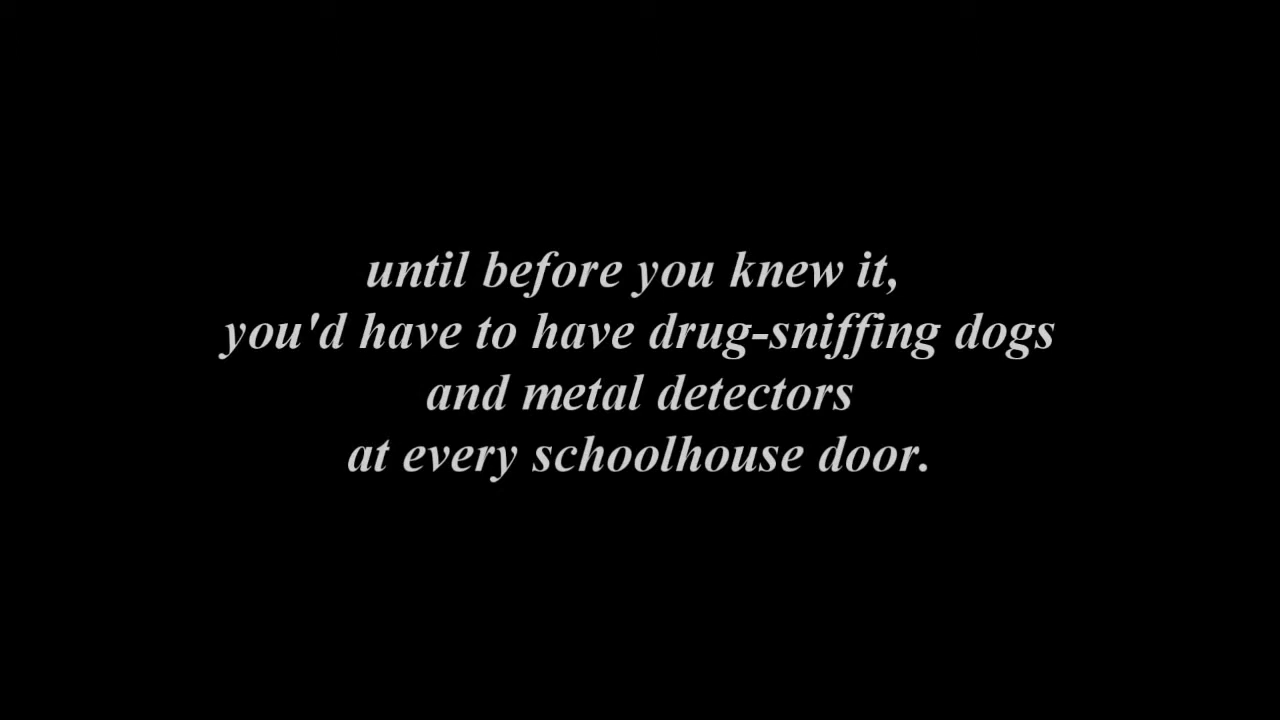 until before you knew it,
you'd have to have drug-sniffing dogs
and metal detectors
at every schoolhouse door.